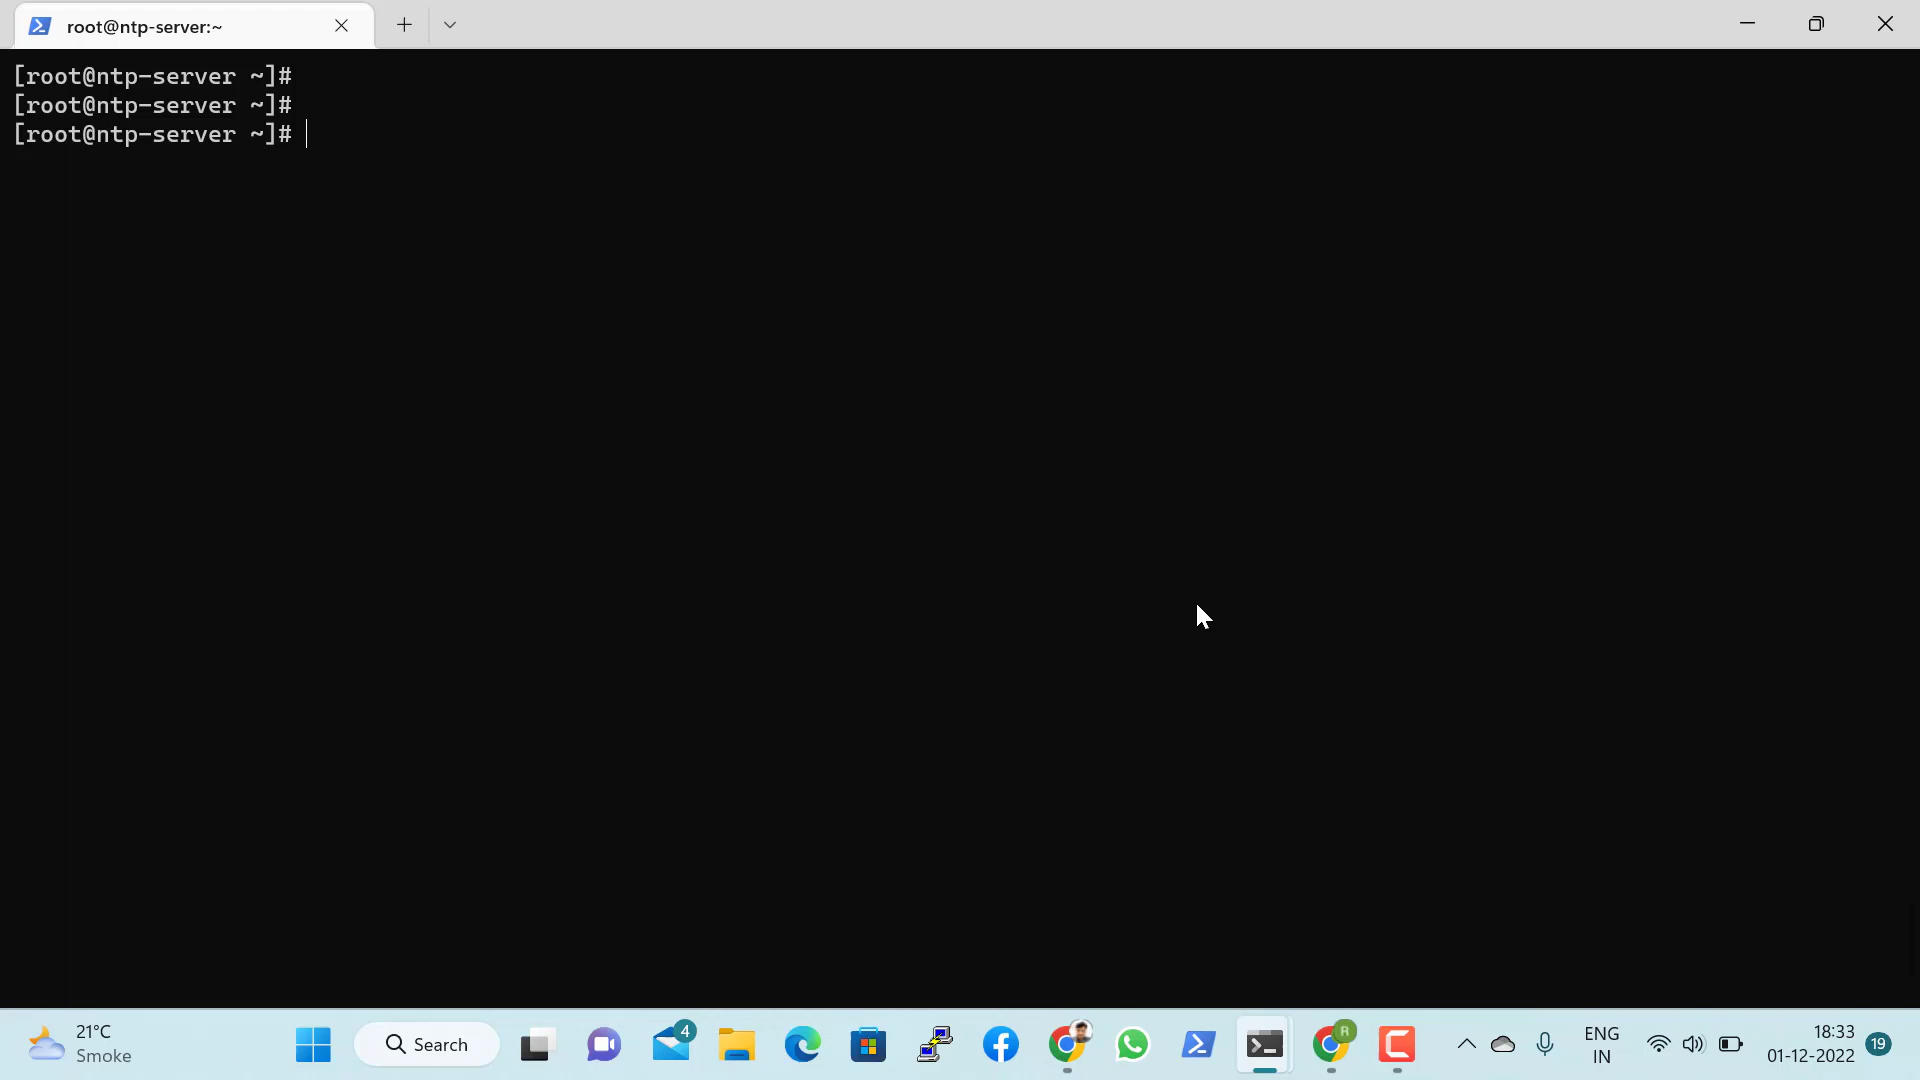 root@ntp-server:~
[root@ntp-server ~]#
[root@ntp-server ~]#
[root@ntp-server ~]#
21°C
Smoke
Search
4
R
ENG
IN
18:33
01-12-2022
19